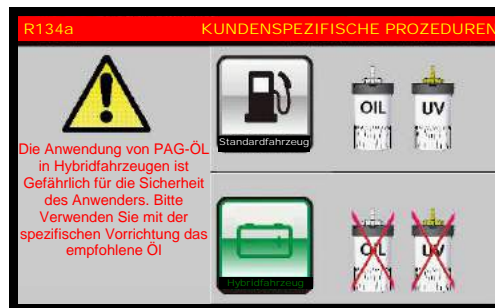 R134a KUNDENSPEZIFISCHE PROZEDUREN
Die Anwendung von PAG-ÖL
in Hybridfahrzeugen ist
Gefährlich für die Sicherheit
des Anwenders. Bitte
Verwenden Sie mit der
spezifischen Vorrichtung das
empfohlene Öl
Standardfahrzeug
OIL UV
Hybridfahrzeug
OIL UV